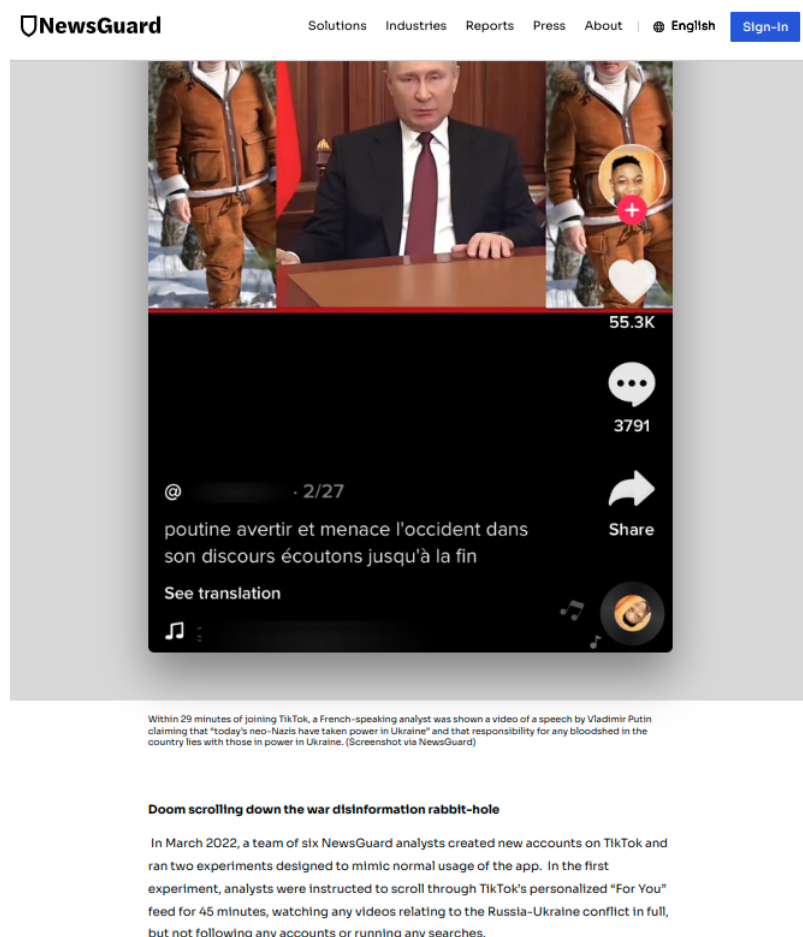 NewsGuard
Solutions Industries Reports Press About English Sign-In
55.3K
3791
@ · 2/27
poutine avertir et menace l'occident dans
son discours écoutons jusqu'à la fin
Share
See translation
Within 29 minutes of joining TikTok, a French-speaking analyst was shown a video of a speech by Vladimir Putin
claiming that “today’s neo-Nazis have taken power in Ukraine” and that responsibility for any bloodshed in the
country lies with those in power in Ukraine. (Screenshot via NewsGuard)
Doom scrolling down the war disinformation rabbit-hole
In March 2022, a team of six NewsGuard analysts created new accounts on TikTok and
ran two experiments designed to mimic normal usage of the app. In the first
experiment, analysts were instructed to scroll through TikTok’s personalized “For You”
feed for 45 minutes, watching any videos relating to the Russia-Ukraine conflict in full,
but not following any accounts or running any searches.